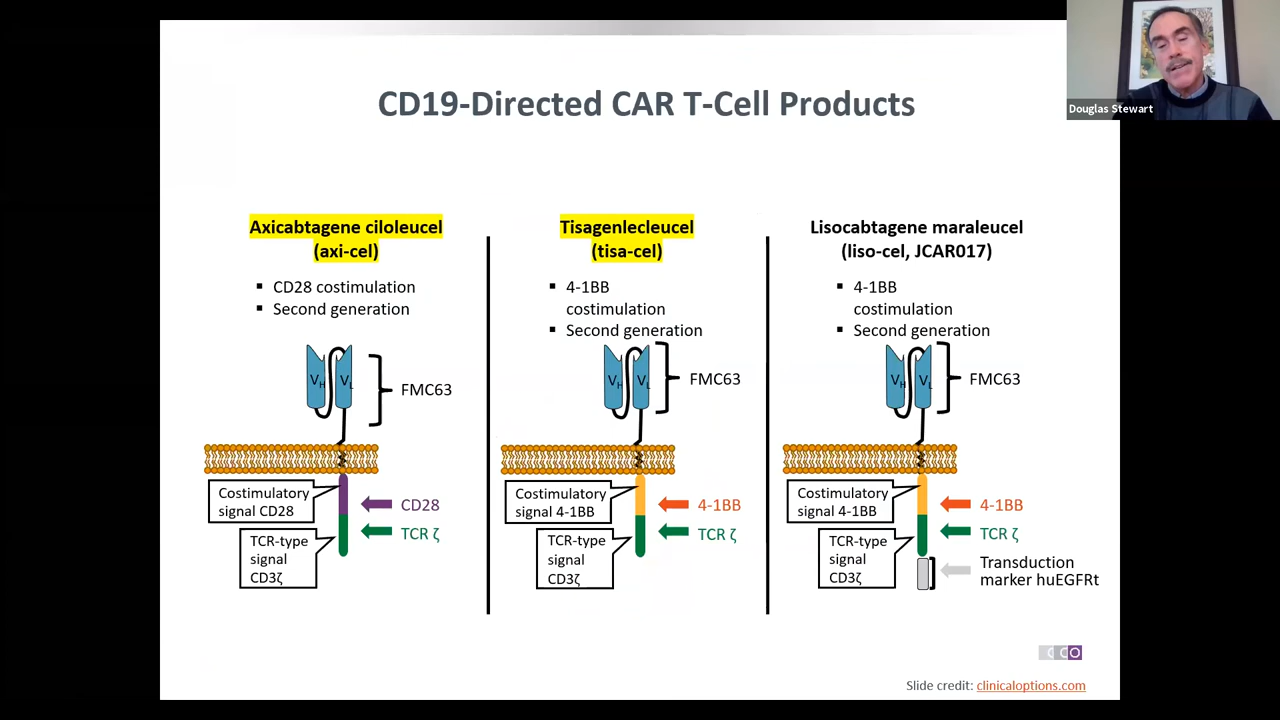 Douglas Stewart
CD19-Directed CAR T-Cell Products
Axicabtagene ciloleucel
(axi-cel)
▪ CD28 costimulation
▪ Second generation
V_H
V_L
FMC63
Costimulatory
signal CD28
CD28
TCR-type
signal
CD3ζ
TCR ζ
Tisagenlecleucel
(tisa-cel)
▪ 4-1BB
costimulation
▪ Second generation
V_H
V_L
FMC63
Costimulatory
signal 4-1BB
4-1BB
TCR-type
signal
CD3ζ
TCR ζ
Lisocabtagene maraleucel
(liso-cel, JCAR017)
▪ 4-1BB
costimulation
▪ Second generation
V_H
V_L
FMC63
Costimulatory
signal 4-1BB
4-1BB
TCR-type
signal
CD3ζ
TCR ζ
Transduction
marker huEGFRt
CCO
Slide credit: clinicaloptions.com